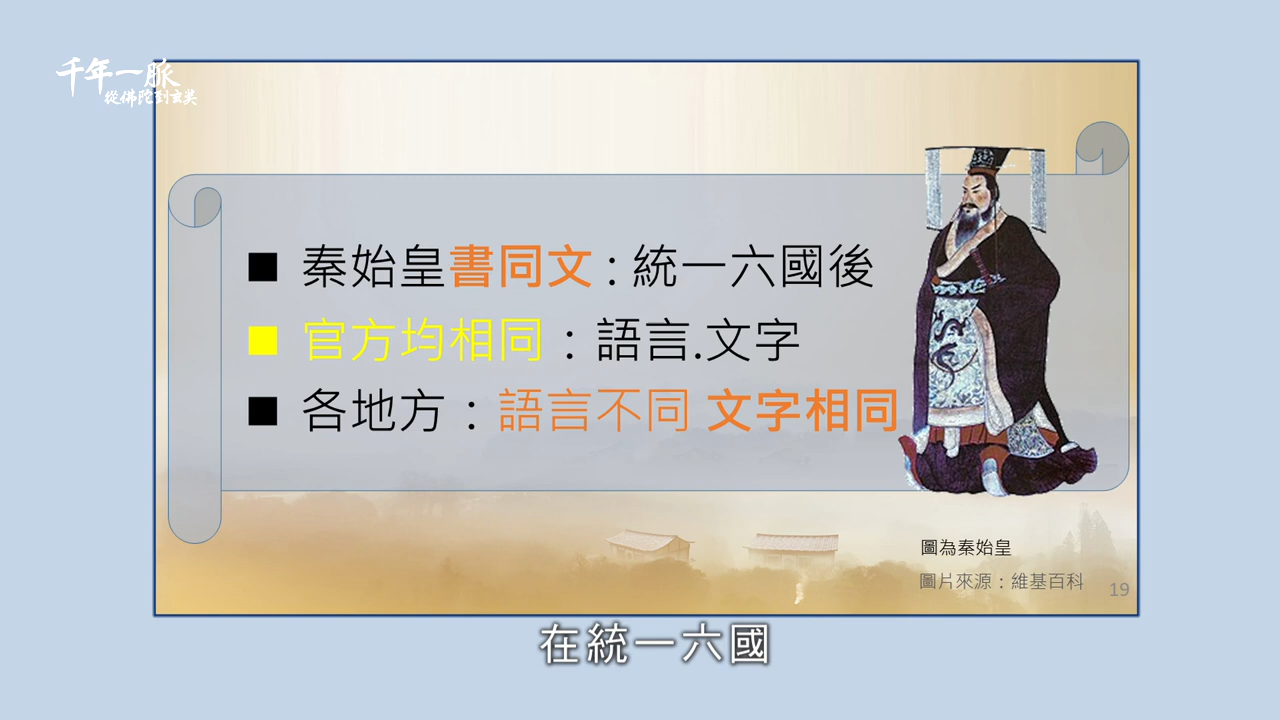 千年一脈
從佛陀到玄奘
■ 秦始皇書同文:統一六國後
■ 官方均相同:語言.文字
■ 各地方:語言不同 文字相同
圖為秦始皇
圖片來源:維基百科
19
在統一六國